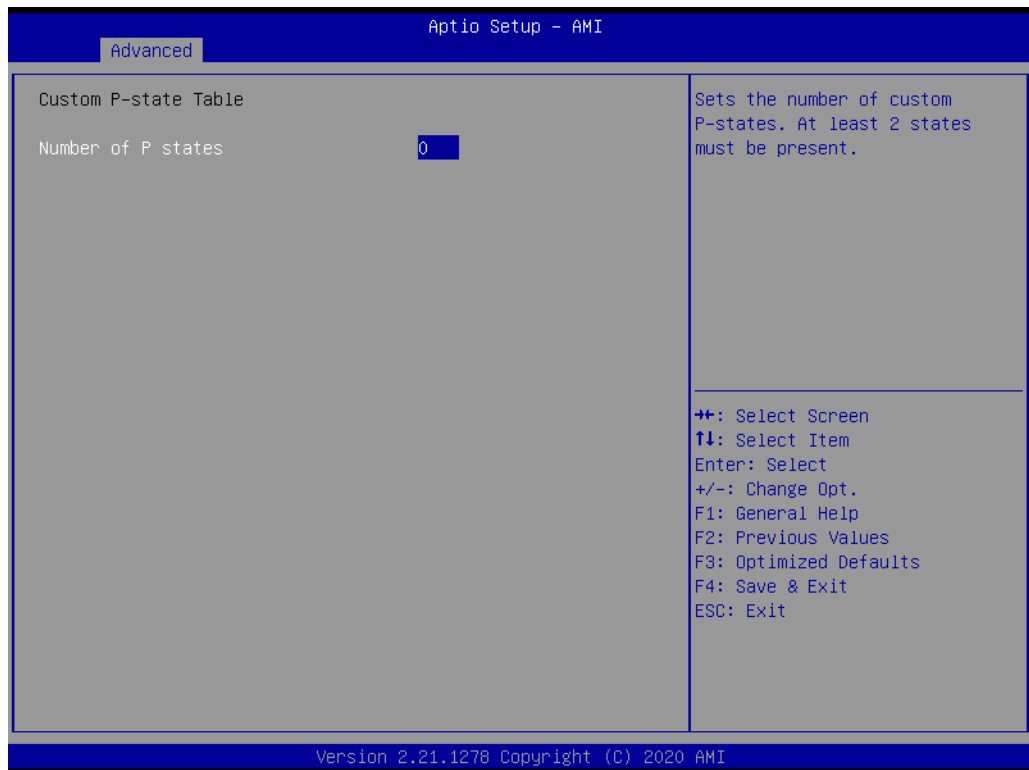 Aptio Setup – AMI
Advanced
Custom P-state Table
Number of P states 0
Sets the number of custom
P-states. At least 2 states
must be present.
→←: Select Screen
↑↓: Select Item
Enter: Select
+/-: Change Opt.
F1: General Help
F2: Previous Values
F3: Optimized Defaults
F4: Save & Exit
ESC: Exit
Version 2.21.1278 Copyright (C) 2020 AMI